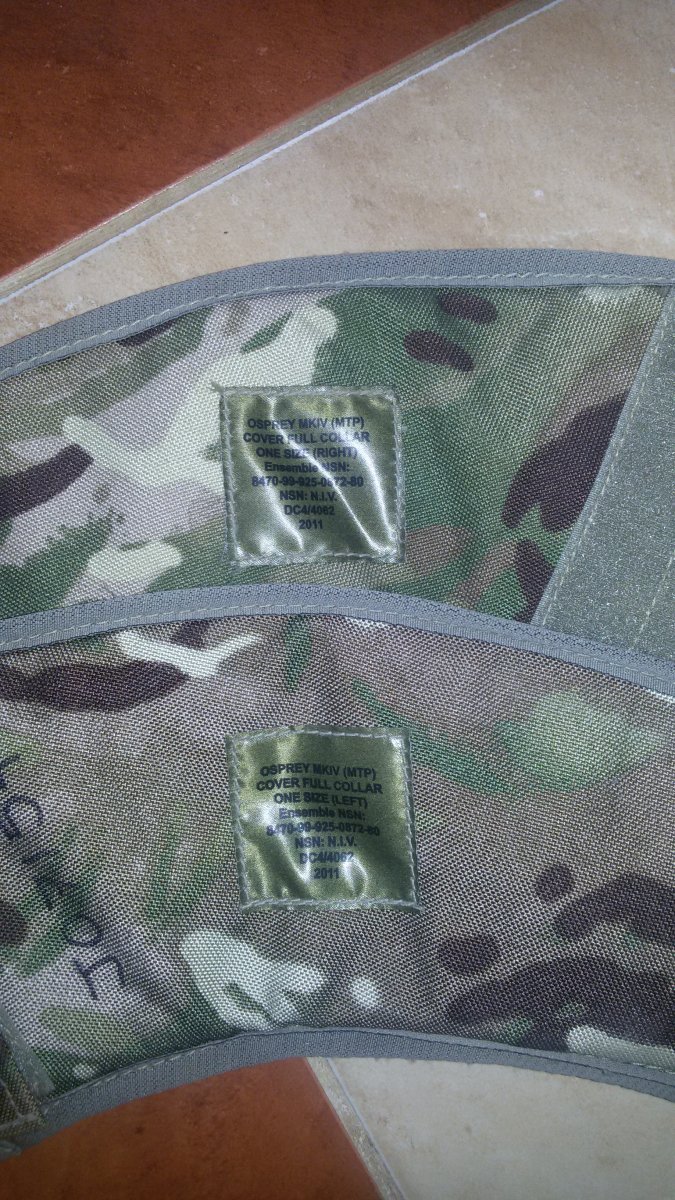 OSPREY MKIV (MTP)
COVER FULL COLLAR
ONE SIZE (RIGHT)
Ensemble NSN:
8470-99-925-0872-80
NSN: N.I.V.
DC4/4062
2011
OSPREY MKIV (MTP)
COVER FULL COLLAR
ONE SIZE (LEFT)
Ensemble NSN:
8470-99-925-0872-80
NSN: N.I.V.
DC4/4062
2011